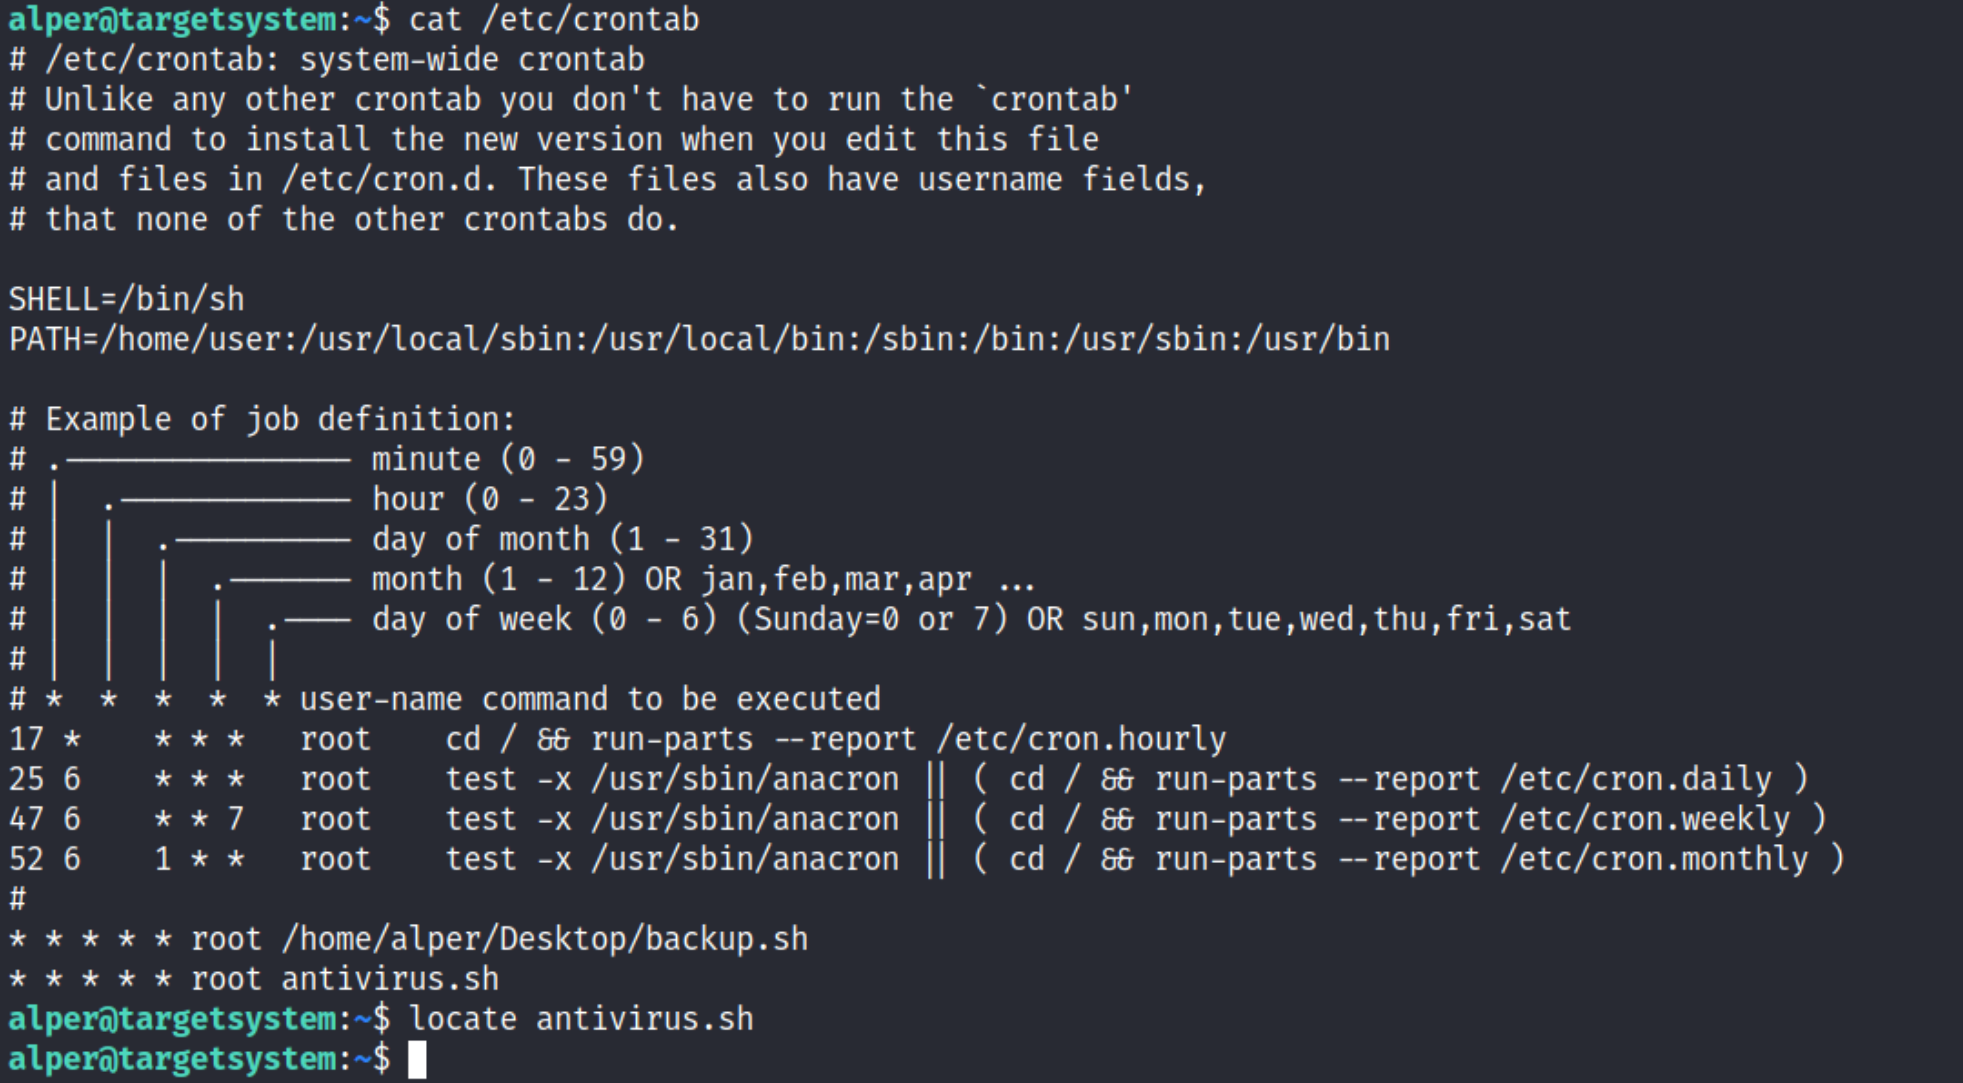 alper@targetsystem:~$ cat /etc/crontab
# /etc/crontab: system-wide crontab
# Unlike any other crontab you don't have to run the `crontab'
# command to install the new version when you edit this file
# and files in /etc/cron.d. These files also have username fields,
# that none of the other crontabs do.

SHELL=/bin/sh
PATH=/home/user:/usr/local/sbin:/usr/local/bin:/sbin:/bin:/usr/sbin:/usr/bin

# Example of job definition:
# .---------------- minute (0 - 59)
# |  .------------- hour (0 - 23)
# |  |  .---------- day of month (1 - 31)
# |  |  |  .------- month (1 - 12) OR jan,feb,mar,apr ...
# |  |  |  |  .---- day of week (0 - 6) (Sunday=0 or 7) OR sun,mon,tue,wed,thu,fri,sat
# |  |  |  |  |
# *  *  *  *  * user-name command to be executed
17 *    * * *   root    cd / && run-parts --report /etc/cron.hourly
25 6    * * *   root    test -x /usr/sbin/anacron || ( cd / && run-parts --report /etc/cron.daily )
47 6    * * 7   root    test -x /usr/sbin/anacron || ( cd / && run-parts --report /etc/cron.weekly )
52 6    1 * *   root    test -x /usr/sbin/anacron || ( cd / && run-parts --report /etc/cron.monthly )
#
* * * * * root /home/alper/Desktop/backup.sh
* * * * * root antivirus.sh
alper@targetsystem:~$ locate antivirus.sh
alper@targetsystem:~$